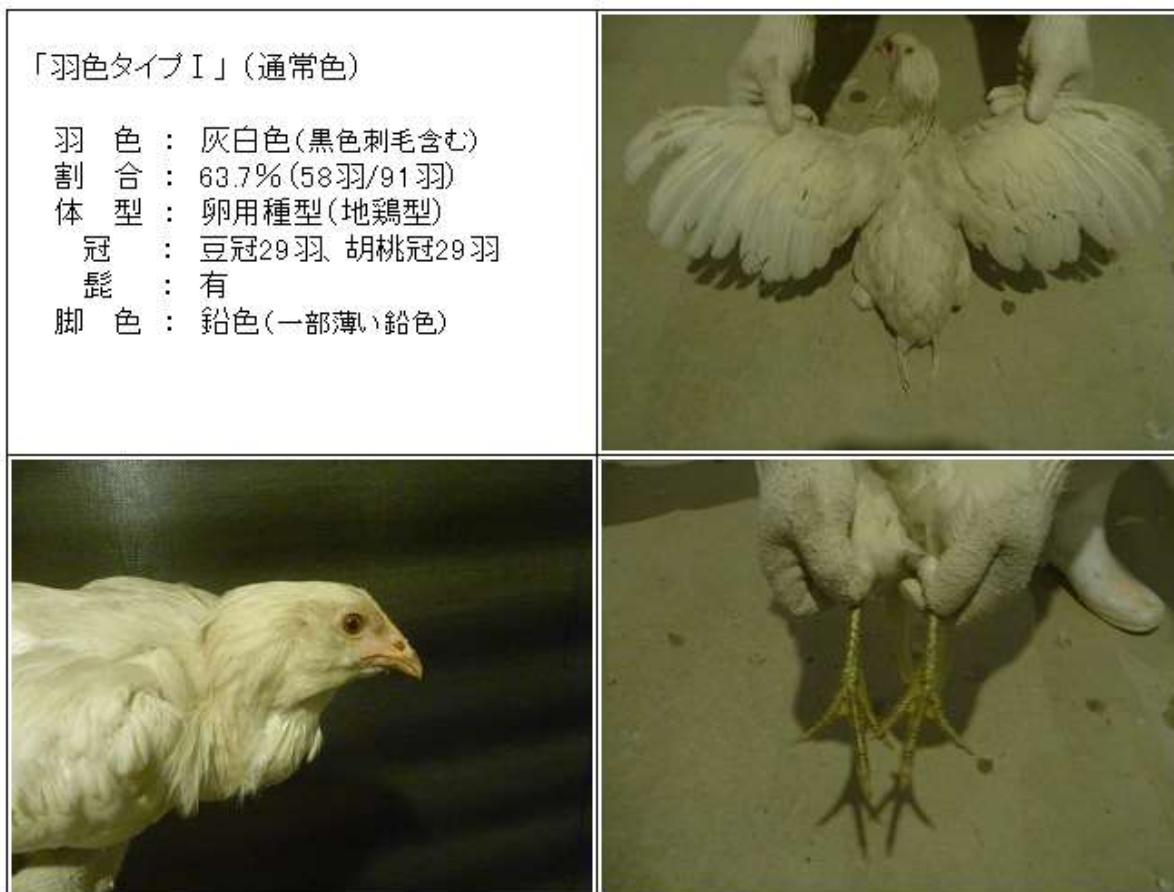 「羽色タイプⅠ」(通常色)
羽 色 : 灰白色(黒色刺毛含む)
割 合 : 63.7%(58羽/91羽)
体 型 : 卵用種型(地鶏型)
冠 : 豆冠29羽、胡桃冠29羽
髭 : 有
脚 色 : 鉛色(一部薄い鉛色)